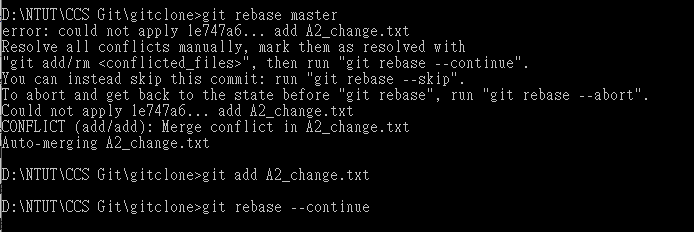 D:\NTUT\CCS Git\gitclone>git rebase master
error: could not apply 1e747a6... add A2_change.txt
Resolve all conflicts manually, mark them as resolved with
"git add/rm <conflicted_files>", then run "git rebase --continue".
You can instead skip this commit: run "git rebase --skip".
To abort and get back to the state before "git rebase", run "git rebase --abort".
Could not apply 1e747a6... add A2_change.txt
CONFLICT (add/add): Merge conflict in A2_change.txt
Auto-merging A2_change.txt
D:\NTUT\CCS Git\gitclone>git add A2_change.txt
D:\NTUT\CCS Git\gitclone>git rebase --continue